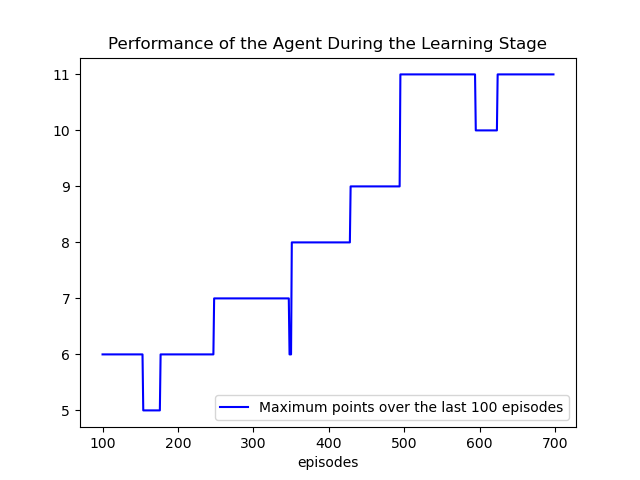 Performance of the Agent During the Learning Stage
11
10
9
8
7
6
5
Maximum points over the last 100 episodes
100 200 300 400 500 600 700
episodes